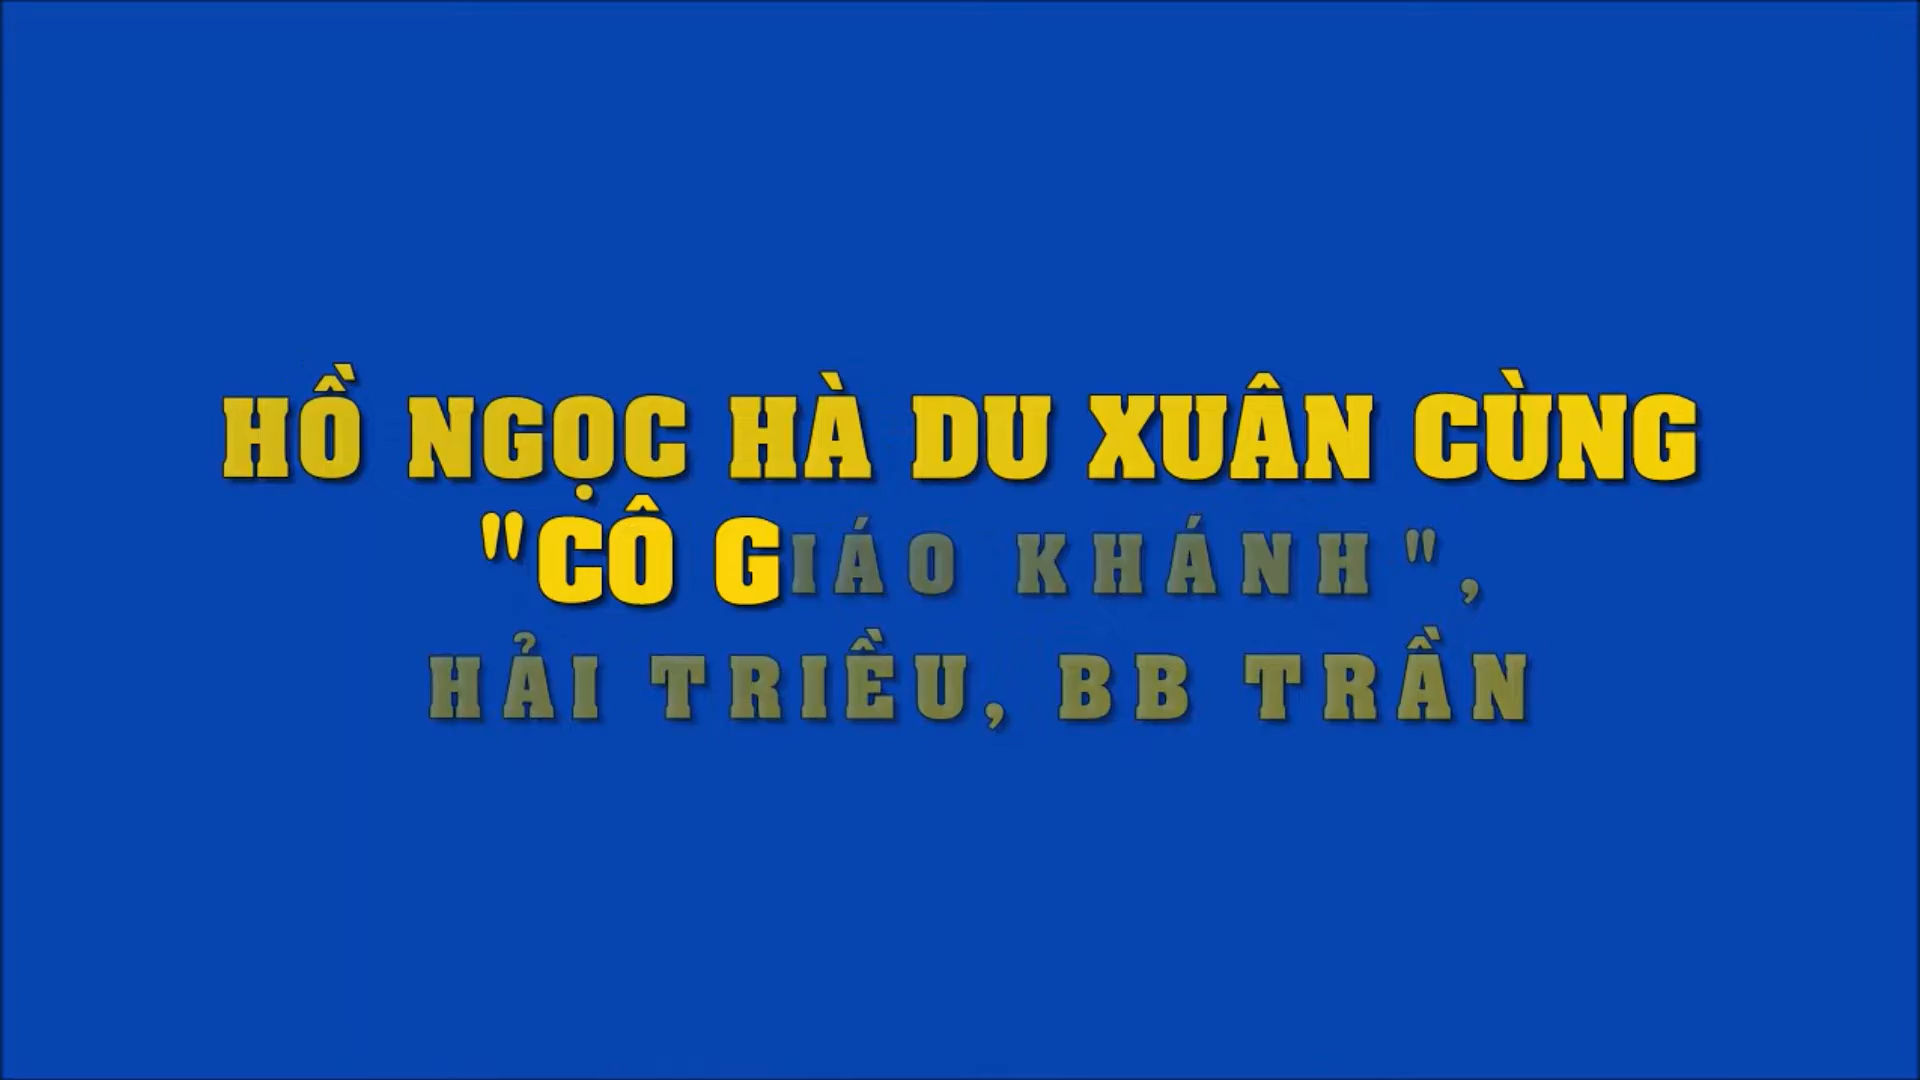 HỒ NGỌC HÀ DU XUÂN CÙNG
"CÔ GIÁO KHÁNH",
HẢI TRIỀU, BB TRẦN